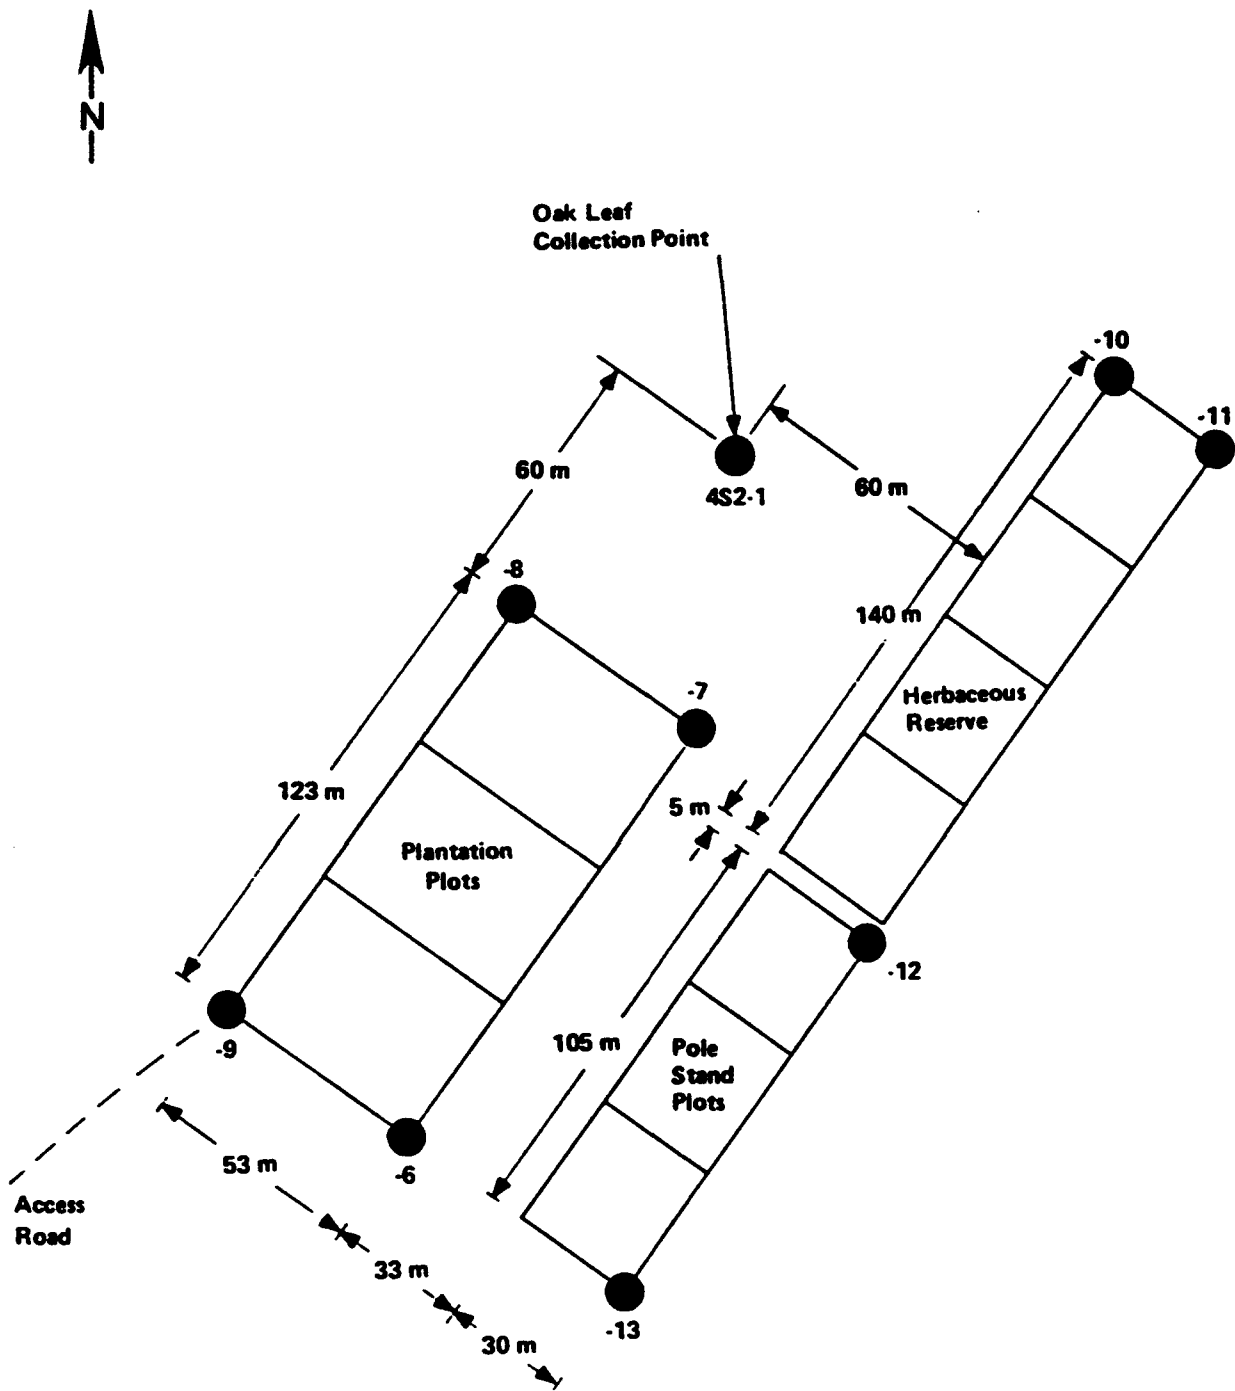 N
Oak Leaf
Collection Point
-10
-11
60 m
4S2-1
60 m
-8
140 m
-7
Herbaceous
Reserve
123 m
5 m
Plantation
Plots
-12
-9
105 m
Pole
Stand
Plots
-6
53 m
Access
Road
33 m
-13
30 m